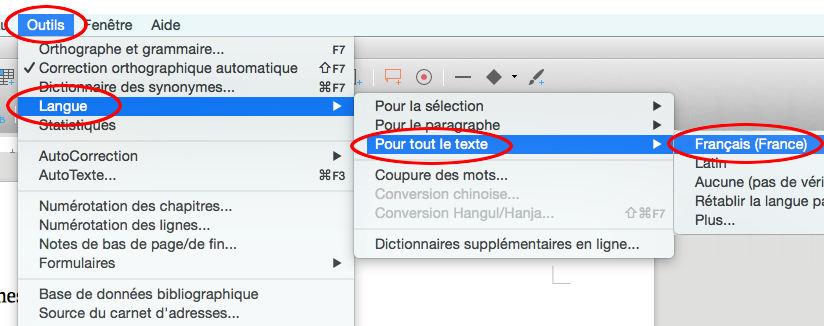 Outils Fenêtre Aide
Orthographe et grammaire... F7
Correction orthographique automatique ⇧F7
Dictionnaire des synonymes... ⌘F7
Langue
Statistiques
AutoCorrection
AutoTexte... ⌘F3
Numérotation des chapitres...
Numérotation des lignes...
Notes de bas de page/de fin...
Formulaires
Base de données bibliographique
Source du carnet d'adresses...
Pour la sélection
Pour le paragraphe
Pour tout le texte
Coupure des mots...
Conversion chinoise...
Conversion Hangul/Hanja... ⇧⌘F7
Dictionnaires supplémentaires en ligne...
Français (France)
Latin
Aucune (pas de véri
Rétablir la langue pa
Plus...